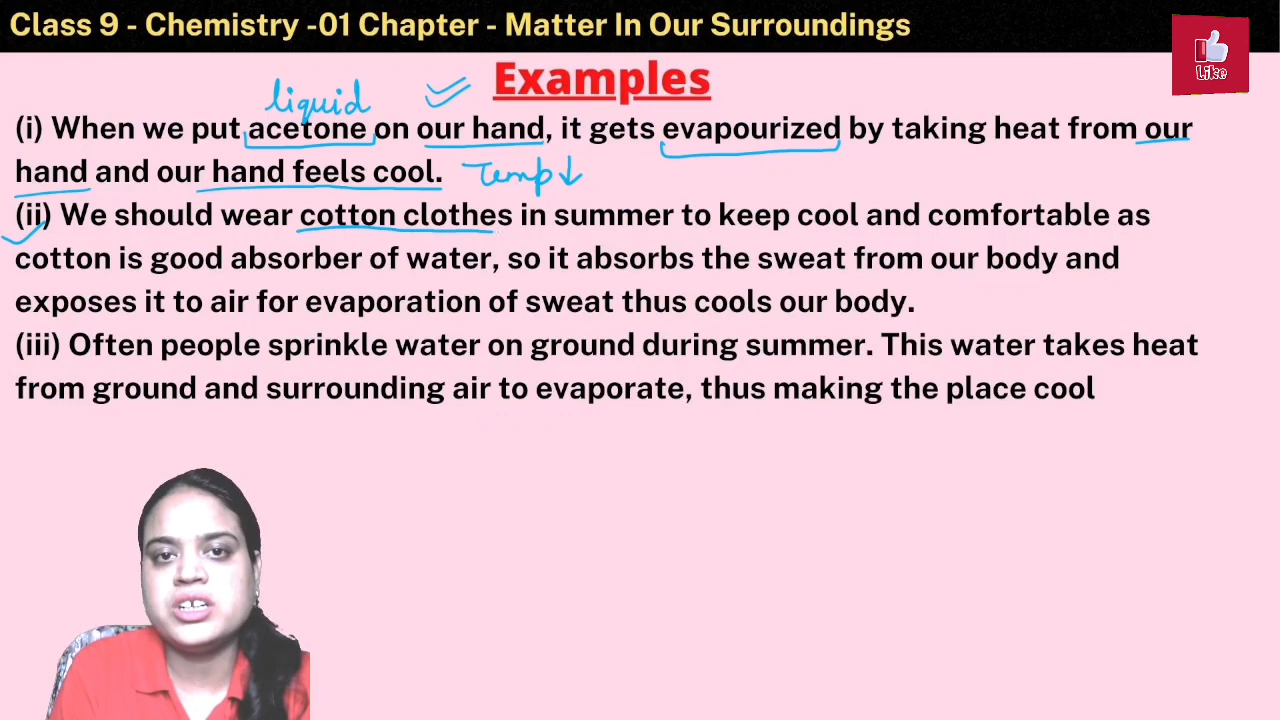 Class 9 - Chemistry -01 Chapter - Matter In Our Surroundings
Like
Examples
liquid
(i) When we put acetone on our hand, it gets evapourized by taking heat from our
hand and our hand feels cool. Temp↓
(ii) We should wear cotton clothes in summer to keep cool and comfortable as
cotton is good absorber of water, so it absorbs the sweat from our body and
exposes it to air for evaporation of sweat thus cools our body.
(iii) Often people sprinkle water on ground during summer. This water takes heat
from ground and surrounding air to evaporate, thus making the place cool